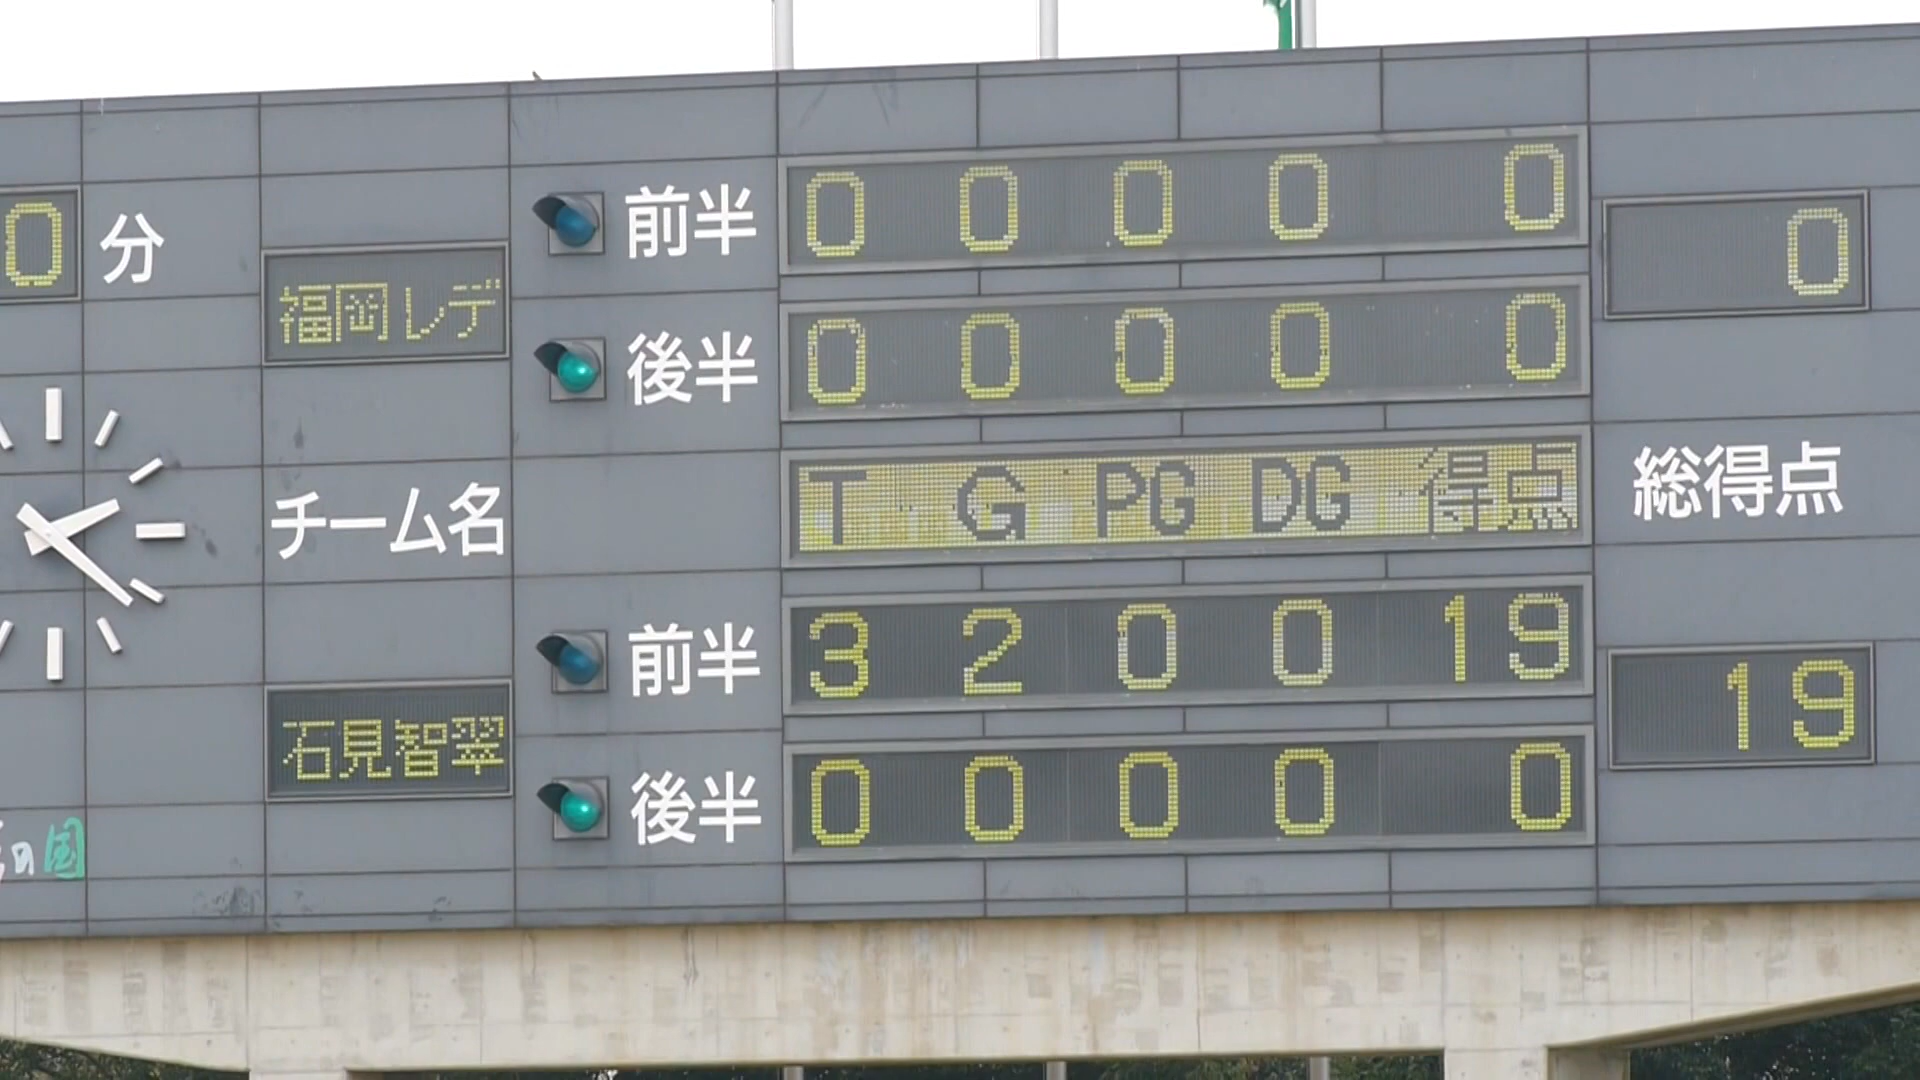 0 分
福岡レデ
前半 0 0 0 0 0
0
後半 0 0 0 0 0
チーム名
T G PG DG 得点
総得点
前半 3 2 0 0 19
19
石見智翠
後半 0 0 0 0 0
の国